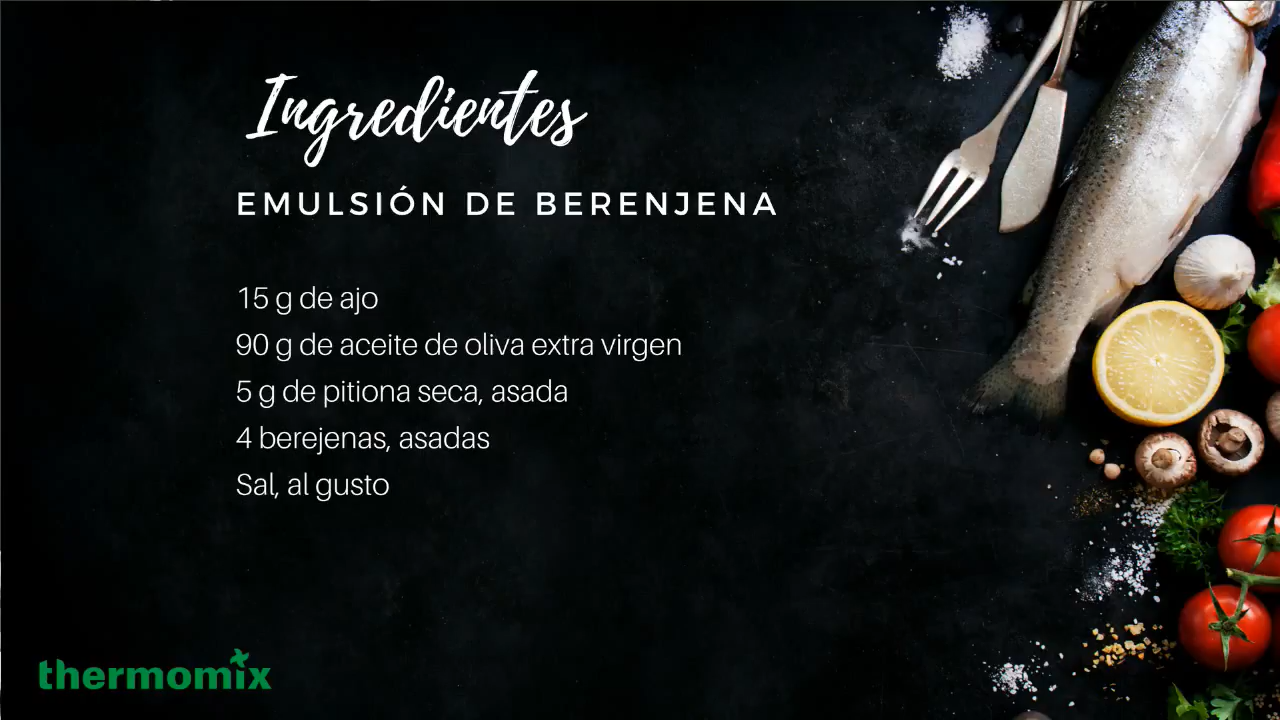 Ingredientes
EMULSIÓN DE BERENJENA
15 g de ajo
90 g de aceite de oliva extra virgen
5 g de pitiona seca, asada
4 berejenas, asadas
Sal, al gusto
thermomix